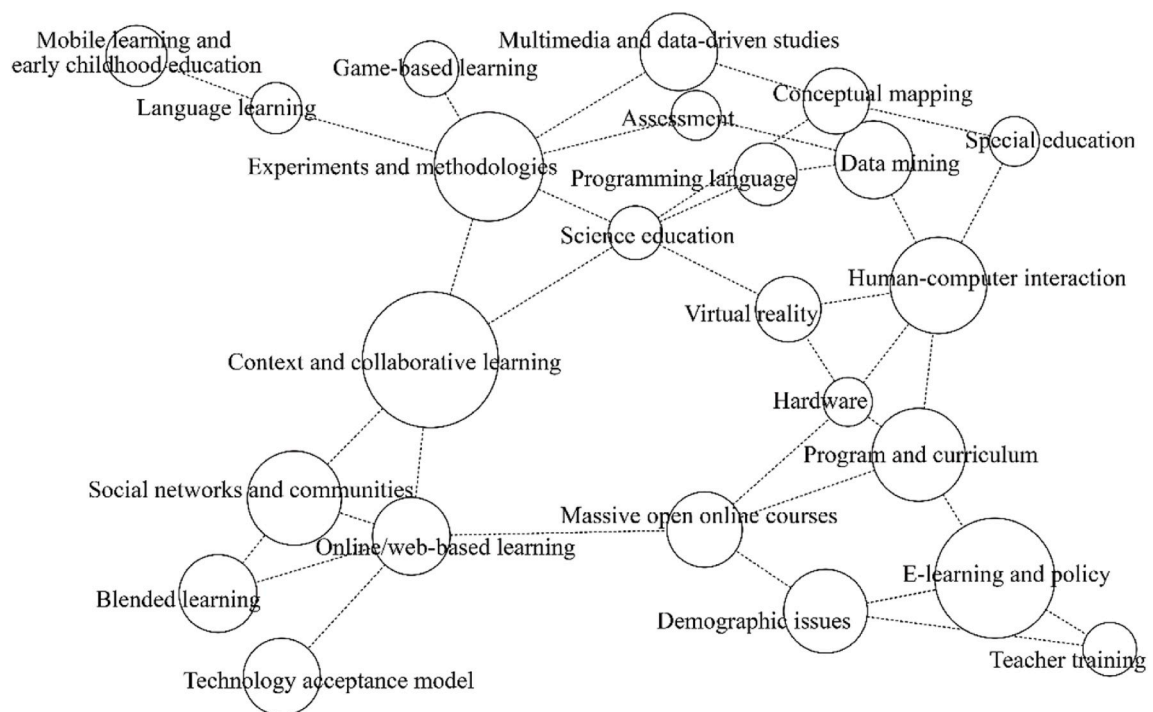 Mobile learning and
early childhood education
Multimedia and data-driven studies
Game-based learning
Language learning
Conceptual mapping
Assessment
Special education
Experiments and methodologies
Data mining
Programming language
Science education
Human-computer interaction
Virtual reality
Context and collaborative learning
Hardware
Program and curriculum
Social networks and communities
Massive open online courses
Online/web-based learning
E-learning and policy
Blended learning
Demographic issues
Teacher training
Technology acceptance model